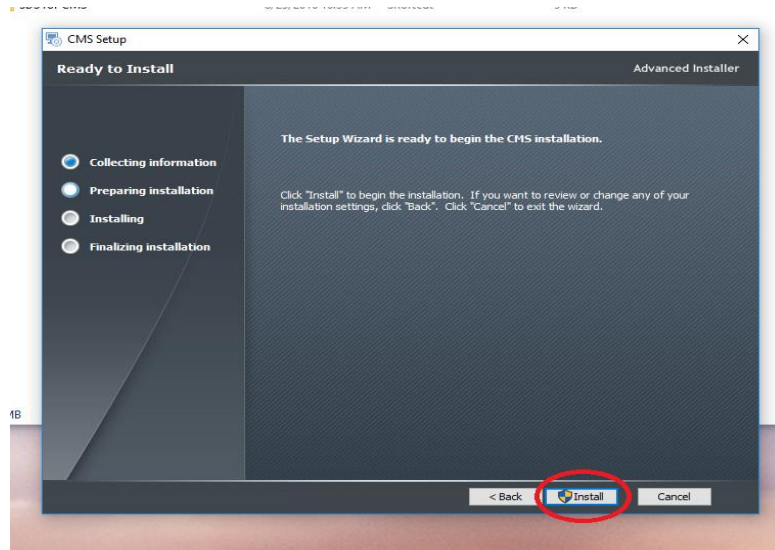 CMS Setup
Ready to Install
Advanced Installer
The Setup Wizard is ready to begin the CMS installation.
Collecting information
Preparing installation
Installing
Finalizing installation
Click "Install" to begin the installation. If you want to review or change any of your
installation settings, click "Back". Click "Cancel" to exit the wizard.
MB
< Back
Install
Cancel